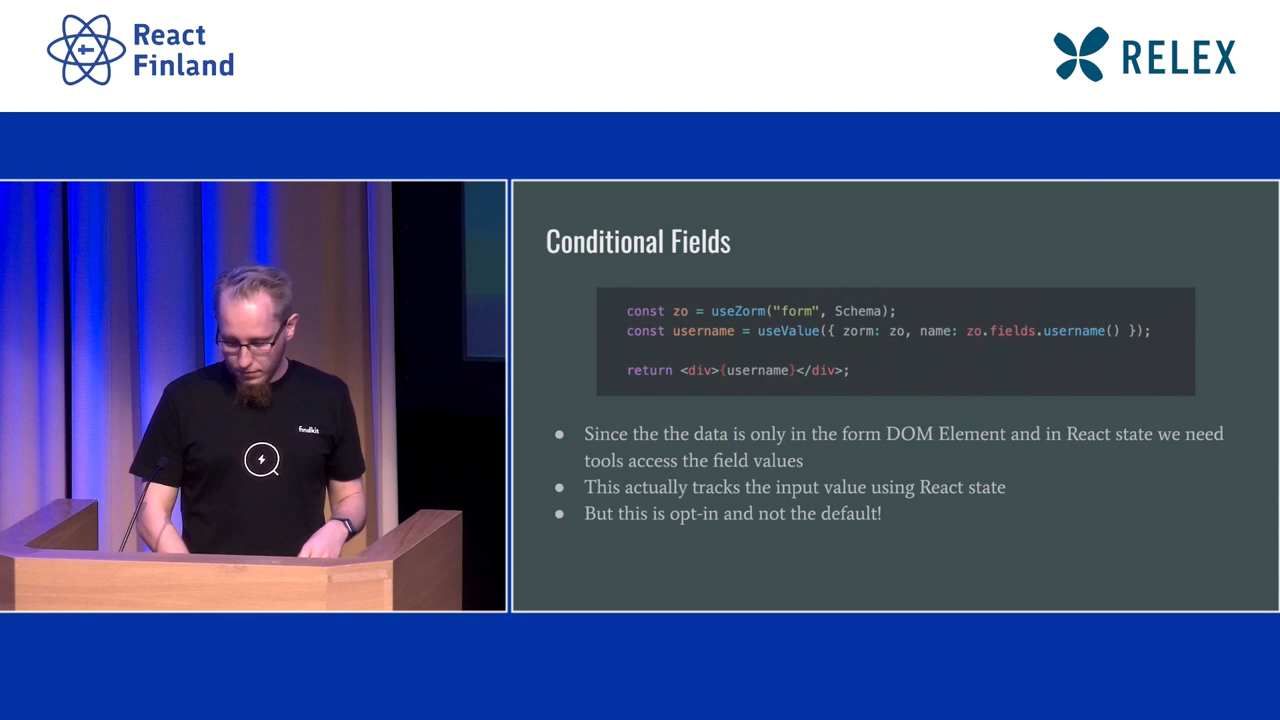 React
Finland
RELEX
findkit
Conditional Fields
const zo = useZorm("form", Schema);
const username = useValue({ zorm: zo, name: zo.fields.username() });
return <div>{username}</div>;
● Since the the data is only in the form DOM Element and in React state we need
tools access the field values
● This actually tracks the input value using React state
● But this is opt-in and not the default!